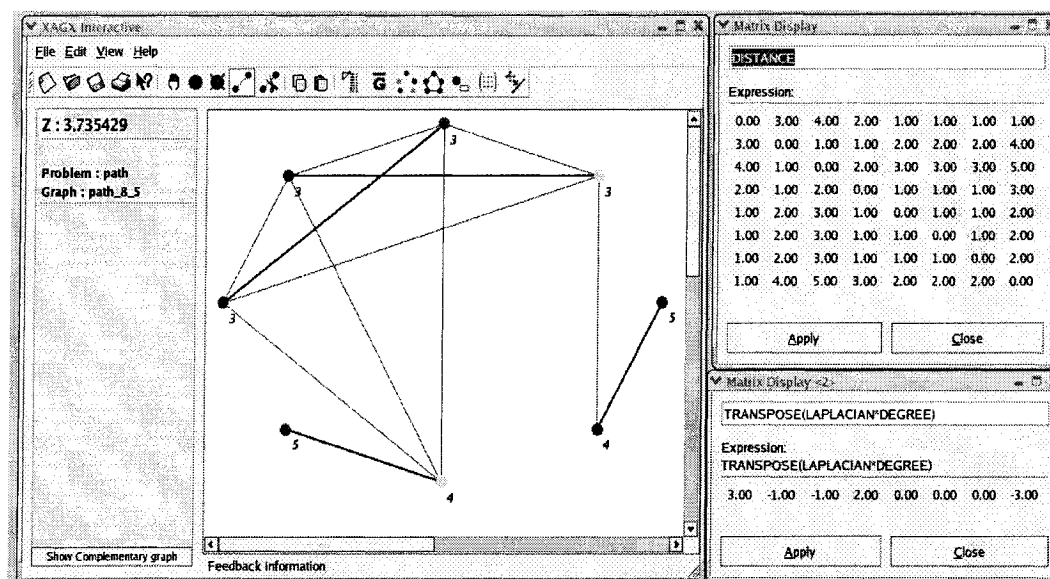 XAGX Interactive
File Edit View Help
Z : 3,735429
Problem : path
Graph : path_8_5
3
3
3
3
5
5
4
4
Show Complementary graph
Feedback information
Matrix Display
DISTANCE
Expression:
0.00 3.00 4.00 2.00 1.00 1.00 1.00 1.00
3.00 0.00 1.00 1.00 2.00 2.00 2.00 4.00
4.00 1.00 0.00 2.00 3.00 3.00 3.00 5.00
2.00 1.00 2.00 0.00 1.00 1.00 1.00 3.00
1.00 2.00 3.00 1.00 0.00 1.00 1.00 2.00
1.00 2.00 3.00 1.00 1.00 0.00 1.00 2.00
1.00 2.00 3.00 1.00 1.00 1.00 0.00 2.00
1.00 4.00 5.00 3.00 2.00 2.00 2.00 0.00
Apply Close
Matrix Display <2>
TRANSPOSE(LAPLACIAN*DEGREE)
Expression:
TRANSPOSE(LAPLACIAN*DEGREE)
3.00 -1.00 -1.00 2.00 0.00 0.00 0.00 -3.00
Apply Close